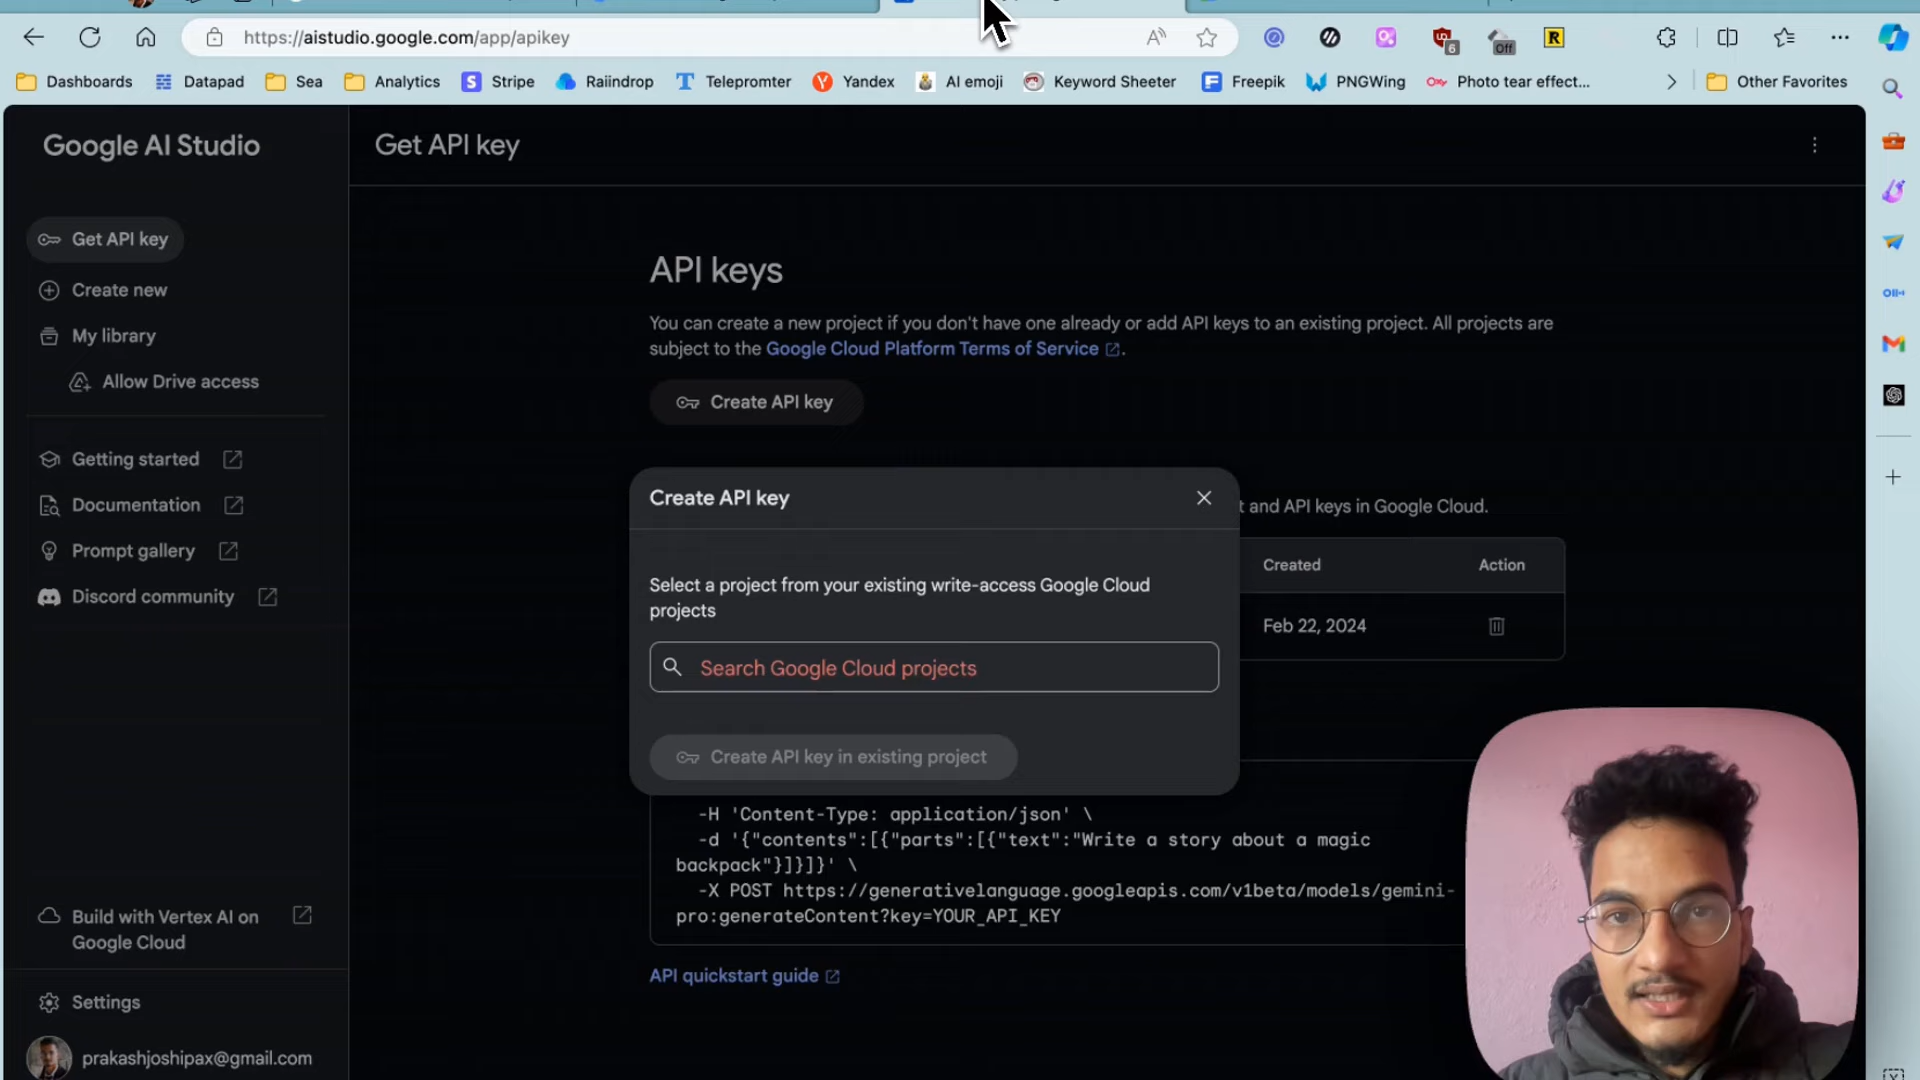 https://aistudio.google.com/app/apikey
6
Off
Dashboards
Datapad
Sea
Analytics
Stripe
Raiindrop
Teleprompter
Yandex
AI emoji
Keyword Sheeter
Freepik
PNGWing
Photo tear effect...
Other Favorites
Google AI Studio
Get API key
Get API key
Create new
My library
Allow Drive access
Getting started
Documentation
Prompt gallery
Discord community
Build with Vertex AI on
Google Cloud
Settings
prakashjoshipax@gmail.com
API keys
You can create a new project if you don't have one already or add API keys to an existing project. All projects are
subject to the Google Cloud Platform Terms of Service.
Create API key
t and API keys in Google Cloud.
Created
Action
Feb 22, 2024
Create API key
Select a project from your existing write-access Google Cloud
projects
Search Google Cloud projects
Create API key in existing project
-H 'Content-Type: application/json' \
-d '{"contents":[{"parts":[{"text":"Write a story about a magic
backpack"}]}]}' \
-X POST https://generativelanguage.googleapis.com/v1beta/models/gemini-
pro:generateContent?key=YOUR_API_KEY
API quickstart guide